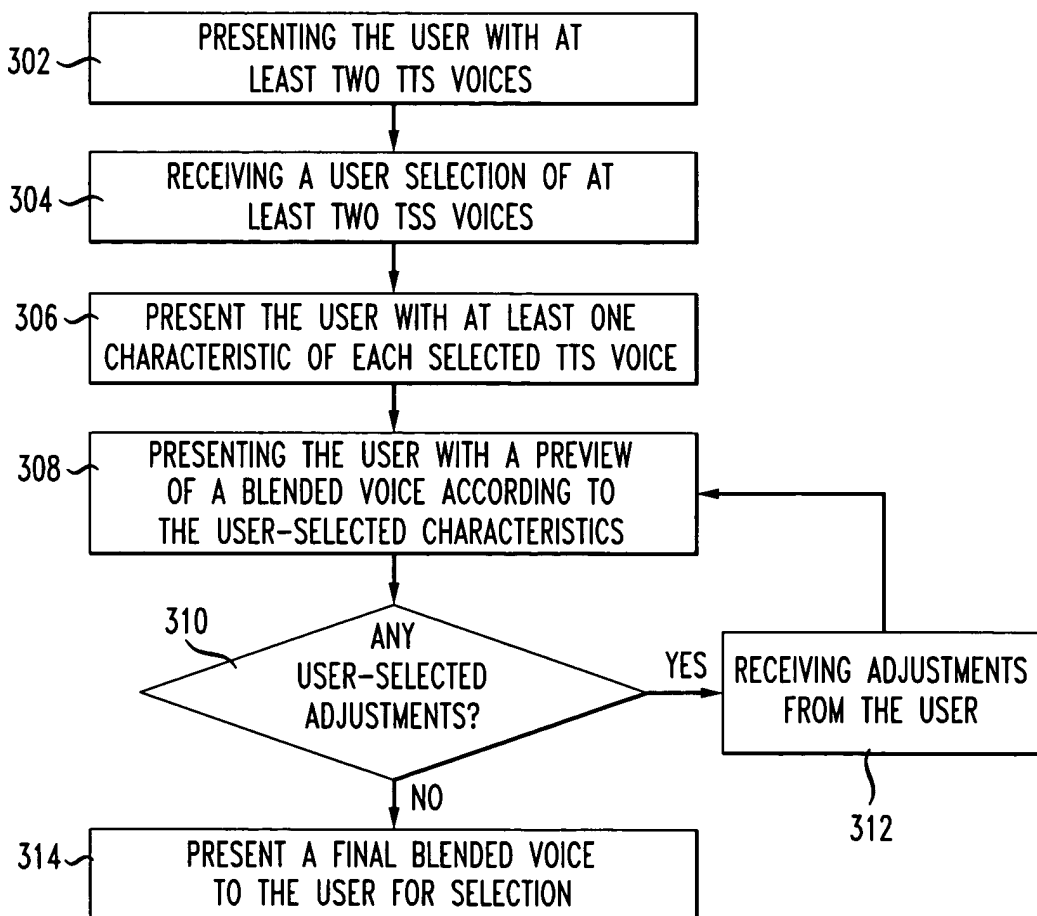 302
PRESENTING THE USER WITH AT
LEAST TWO TTS VOICES
304
RECEIVING A USER SELECTION OF AT
LEAST TWO TSS VOICES
306
PRESENT THE USER WITH AT LEAST ONE
CHARACTERISTIC OF EACH SELECTED TTS VOICE
308
PRESENTING THE USER WITH A PREVIEW
OF A BLENDED VOICE ACCORDING TO
THE USER-SELECTED CHARACTERISTICS
310
ANY
USER-SELECTED
ADJUSTMENTS?
YES
RECEIVING ADJUSTMENTS
FROM THE USER
312
NO
314
PRESENT A FINAL BLENDED VOICE
TO THE USER FOR SELECTION